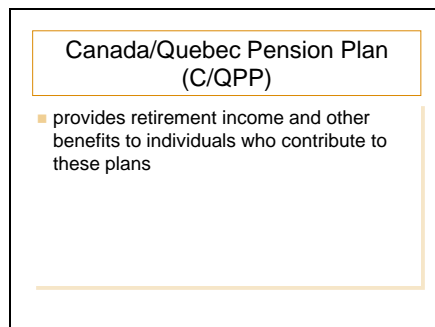 Canada/Quebec Pension Plan
(C/QPP)
provides retirement income and other
benefits to individuals who contribute to
these plans